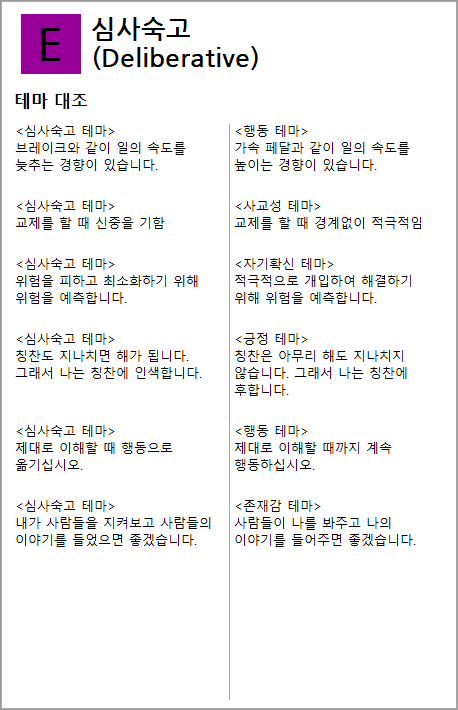 E
심사숙고
(Deliberative)
테마 대조
<심사숙고 테마>
브레이크와 같이 일의 속도를
늦추는 경향이 있습니다.
<행동 테마>
가속 페달과 같이 일의 속도를
높이는 경향이 있습니다.
<심사숙고 테마>
교제를 할 때 신중을 기함
<사교성 테마>
교제를 할 때 경계없이 적극적임
<심사숙고 테마>
위험을 피하고 최소화하기 위해
위험을 예측합니다.
<자기확신 테마>
적극적으로 개입하여 해결하기
위해 위험을 예측합니다.
<심사숙고 테마>
칭찬도 지나치면 해가 됩니다.
그래서 나는 칭찬에 인색합니다.
<긍정 테마>
칭찬은 아무리 해도 지나치지
않습니다. 그래서 나는 칭찬에
후합니다.
<심사숙고 테마>
제대로 이해할 때 행동으로
옮기십시오.
<행동 테마>
제대로 이해할 때까지 계속
행동하십시오.
<심사숙고 테마>
내가 사람들을 지켜보고 사람들의
이야기를 들었으면 좋겠습니다.
<존재감 테마>
사람들이 나를 봐주고 나의
이야기를 들어주면 좋겠습니다.